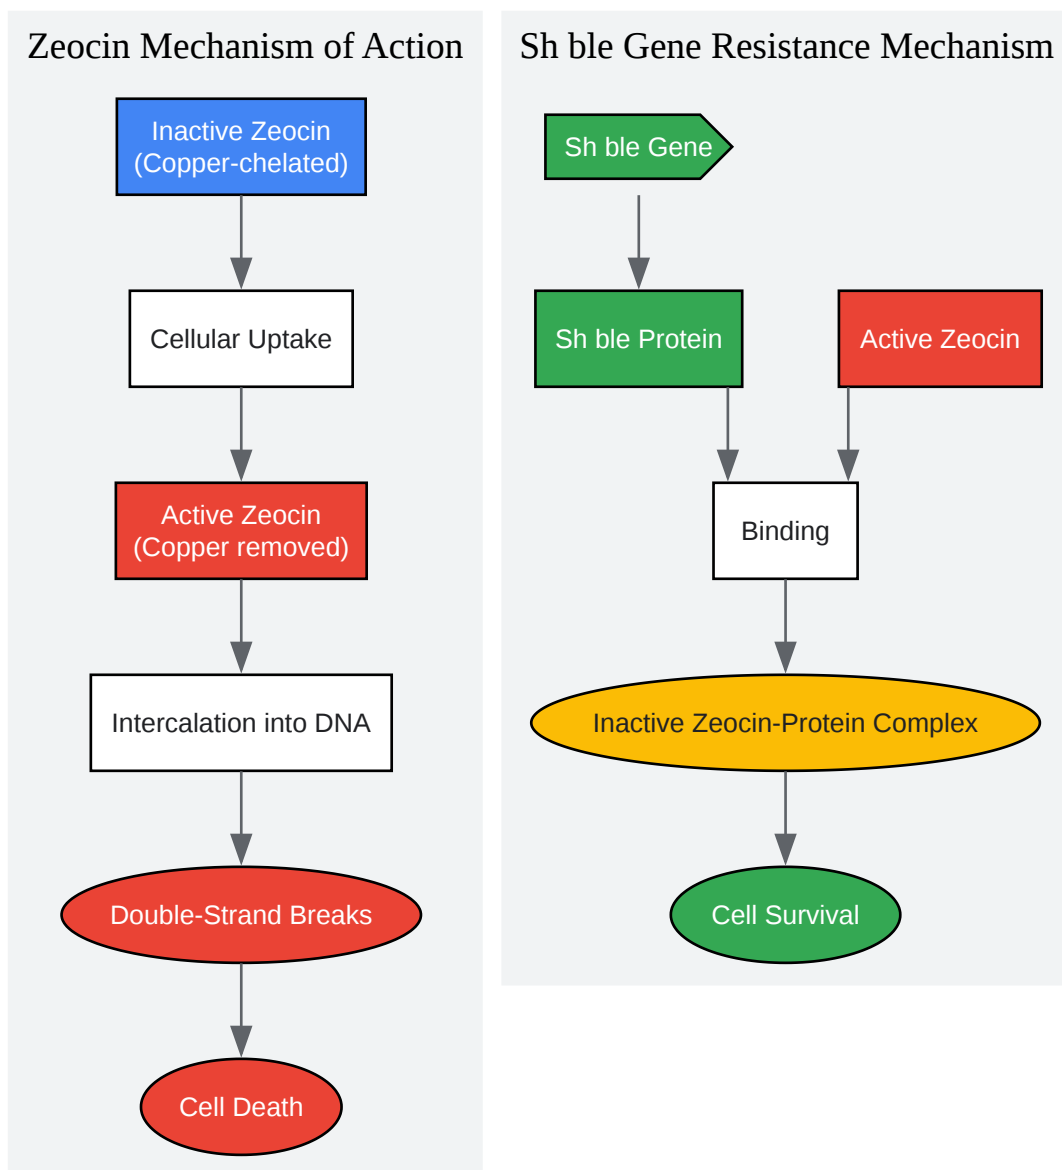 Zeocin Mechanism of Action
Inactive Zeocin
(Copper-chelated)
Cellular Uptake
Active Zeocin
(Copper removed)
Intercalation into DNA
Double-Strand Breaks
Cell Death
Sh ble Gene Resistance Mechanism
Sh ble Gene
Sh ble Protein
Active Zeocin
Binding
Inactive Zeocin-Protein Complex
Cell Survival